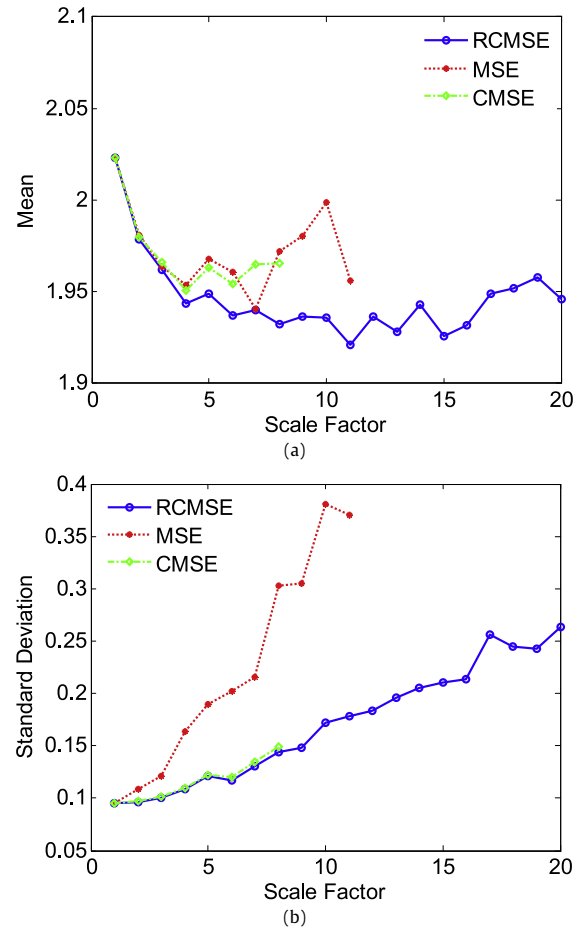 2.1
2.05
2
1.95
1.9
Mean
RCMSE
MSE
CMSE
0 5 10 15 20
Scale Factor
(a)
0.4
0.35
0.3
0.25
0.2
0.15
0.1
0.05
Standard Deviation
RCMSE
MSE
CMSE
0 5 10 15 20
Scale Factor
(b)